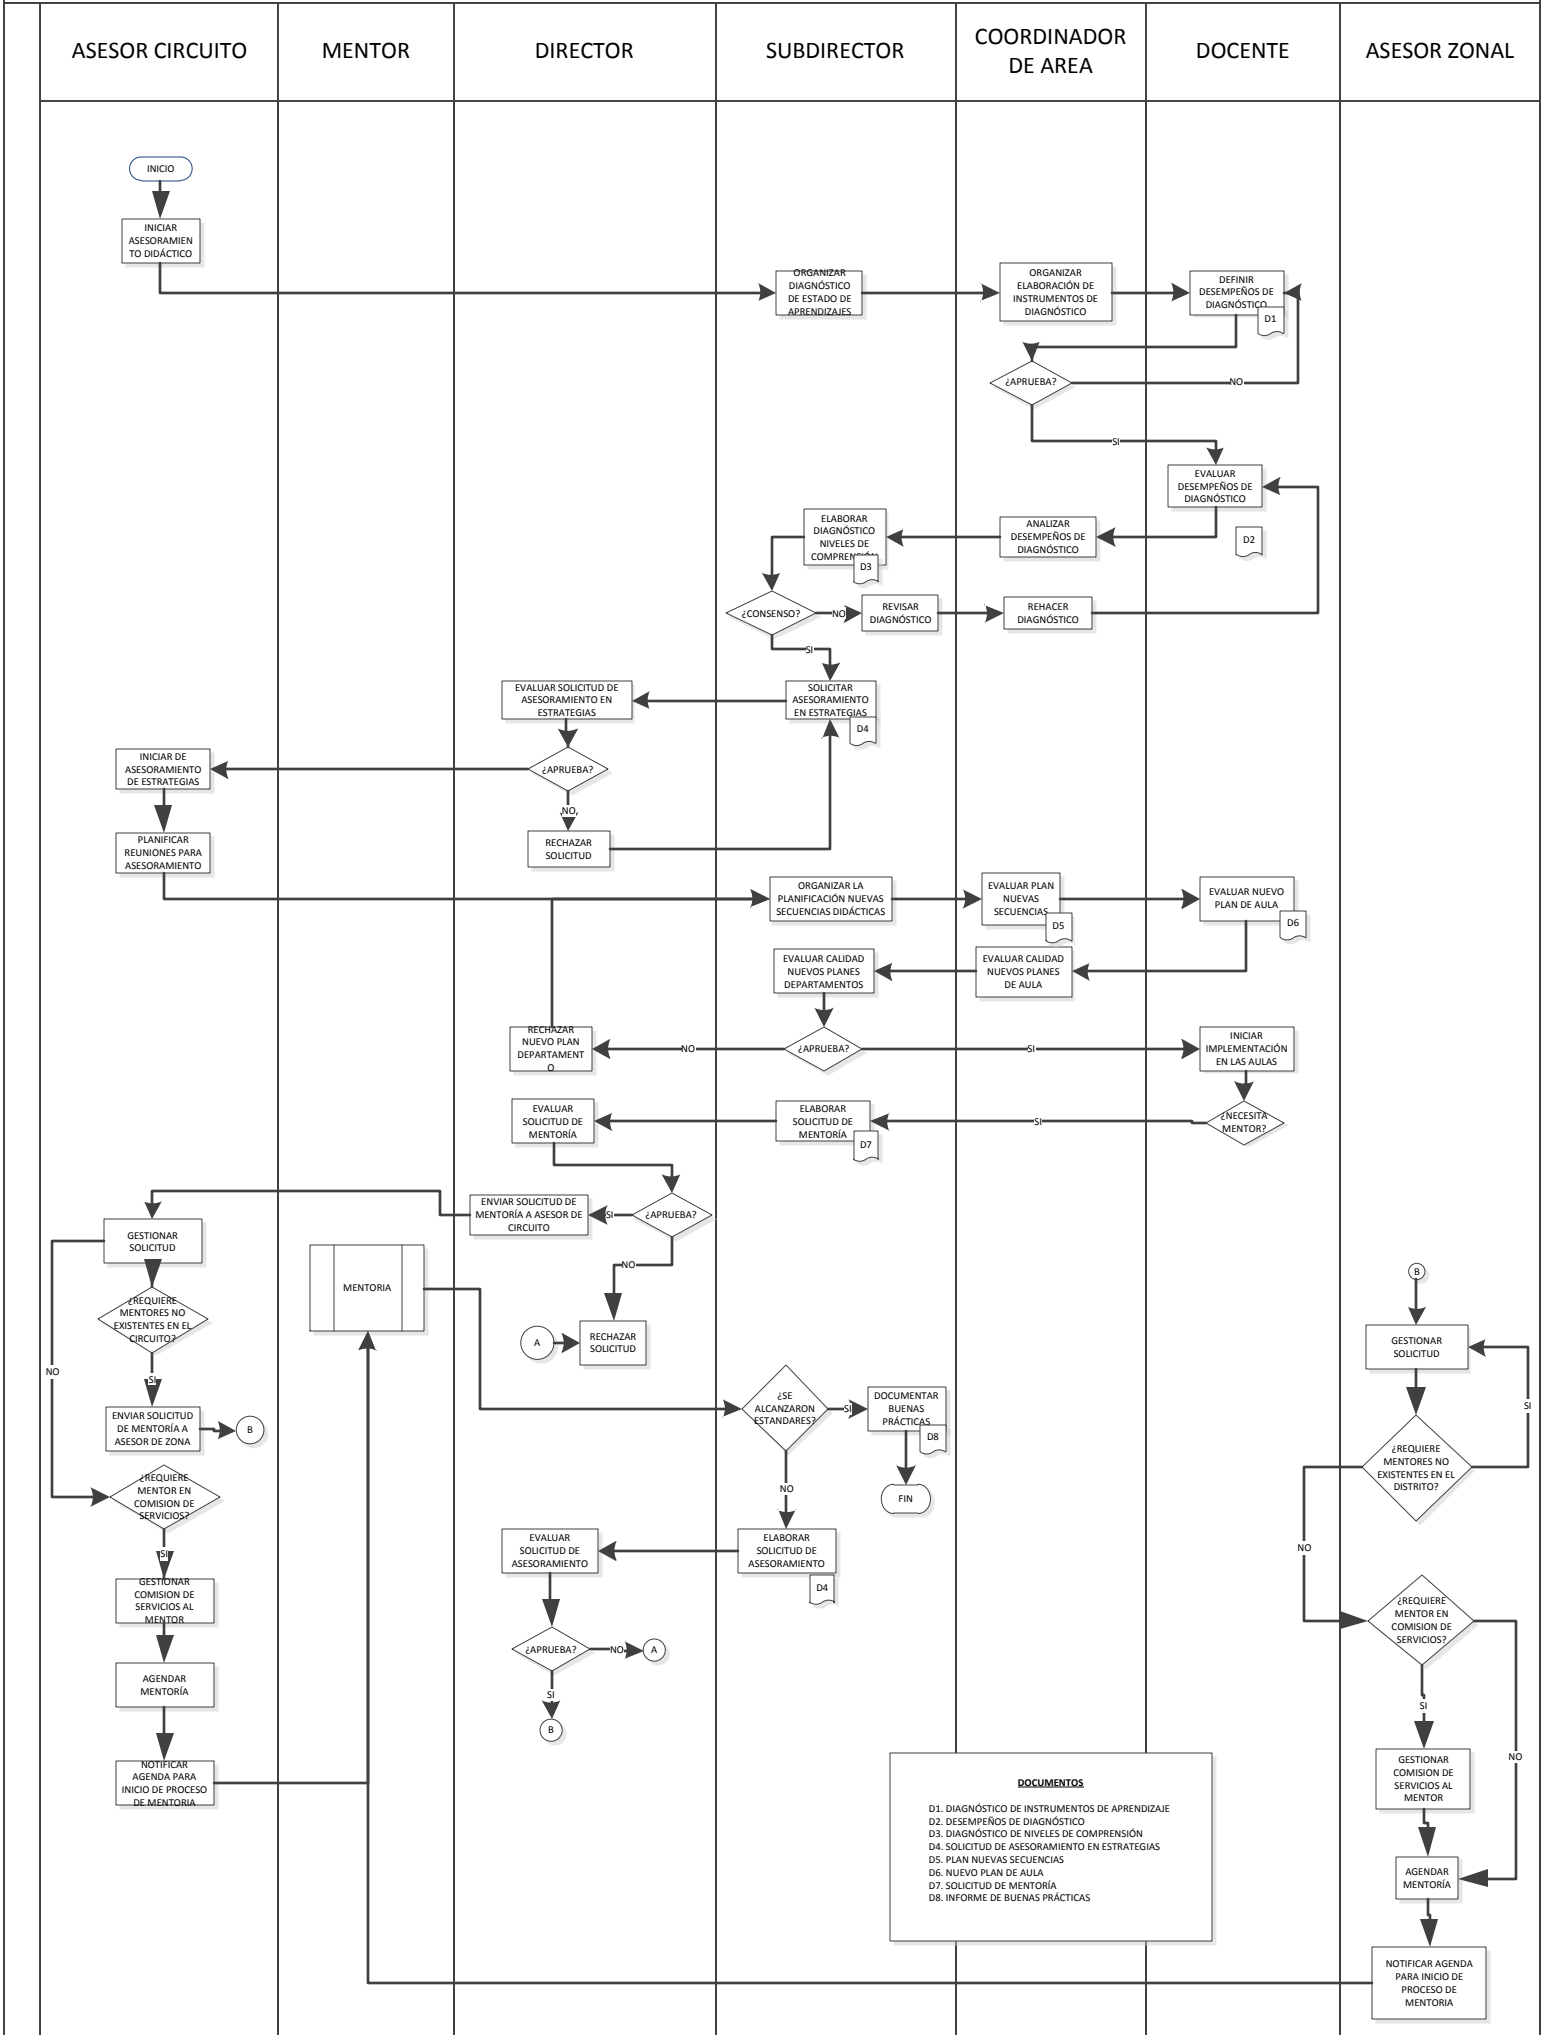 ASESOR CIRCUITO
MENTOR
DIRECTOR
SUBDIRECTOR
COORDINADOR
DE AREA
DOCENTE
ASESOR ZONAL
INICIO
INICIAR
ASESORAMIEN
TO DIDÁCTICO
ORGANIZAR
DIAGNÓSTICO
DE ESTADO DE
APRENDIZAJES
ORGANIZAR
ELABORACIÓN DE
INSTRUMENTOS DE
DIAGNÓSTICO
DEFINIR
DESEMPEÑOS DE
DIAGNÓSTICO
D1
¿APRUEBA?
NO
SI
EVALUAR
DESEMPEÑOS DE
DIAGNÓSTICO
D2
ANALIZAR
DESEMPEÑOS DE
DIAGNÓSTICO
ELABORAR
DIAGNÓSTICO
NIVELES DE
COMPRENSIÓN
D3
¿CONSENSO?
NO
REVISAR
DIAGNÓSTICO
REHACER
DIAGNÓSTICO
SI
SOLICITAR
ASESORAMIENTO
EN ESTRATEGIAS
D4
EVALUAR SOLICITUD DE
ASESORAMIENTO EN
ESTRATEGIAS
¿APRUEBA?
NO
RECHAZAR
SOLICITUD
INICIAR DE
ASESORAMIENTO
DE ESTRATEGIAS
PLANIFICAR
REUNIONES PARA
ASESORAMIENTO
ORGANIZAR LA
PLANIFICACIÓN NUEVAS
SECUENCIAS DIDÁCTICAS
EVALUAR PLAN
NUEVAS
SECUENCIAS
D5
EVALUAR NUEVO
PLAN DE AULA
D6
EVALUAR CALIDAD
NUEVOS PLANES
DE AULA
EVALUAR CALIDAD
NUEVOS PLANES
DEPARTAMENTOS
¿APRUEBA?
NO
RECHAZAR
NUEVO PLAN
DEPARTAMENT
O
SI
INICIAR
IMPLEMENTACIÓN
EN LAS AULAS
¿NECESITA
MENTOR?
SI
ELABORAR
SOLICITUD DE
MENTORÍA
D7
EVALUAR
SOLICITUD DE
MENTORÍA
¿APRUEBA?
SI
ENVIAR SOLICITUD DE
MENTORÍA A ASESOR DE
CIRCUITO
NO
RECHAZAR
SOLICITUD
A
GESTIONAR
SOLICITUD
¿REQUIERE
MENTORES NO
EXISTENTES EN EL
CIRCUITO?
NO
SI
ENVIAR SOLICITUD
DE MENTORÍA A
ASESOR DE ZONA
B
¿REQUIERE
MENTOR EN
COMISION DE
SERVICIOS?
SI
GESTIONAR
COMISION DE
SERVICIOS AL
MENTOR
AGENDAR
MENTORÍA
NOTIFICAR
AGENDA PARA
INICIO DE PROCESO
DE MENTORIA
MENTORIA
¿SE
ALCANZARON
ESTANDARES?
SI
DOCUMENTAR
BUENAS
PRÁCTICAS
D8
FIN
NO
ELABORAR
SOLICITUD DE
ASESORAMIENTO
D4
EVALUAR
SOLICITUD DE
ASESORAMIENTO
¿APRUEBA?
NO
A
SI
B
B
GESTIONAR
SOLICITUD
¿REQUIERE
MENTORES NO
EXISTENTES EN EL
DISTRITO?
SI
NO
¿REQUIERE
MENTOR EN
COMISION DE
SERVICIOS?
SI
NO
GESTIONAR
COMISION DE
SERVICIOS AL
MENTOR
AGENDAR
MENTORÍA
NOTIFICAR AGENDA
PARA INICIO DE
PROCESO DE
MENTORIA
DOCUMENTOS
D1. DIAGNÓSTICO DE INSTRUMENTOS DE APRENDIZAJE
D2. DESEMPEÑOS DE DIAGNÓSTICO
D3. DIAGNÓSTICO DE NIVELES DE COMPRENSIÓN
D4. SOLICITUD DE ASESORAMIENTO EN ESTRATEGIAS
D5. PLAN NUEVAS SECUENCIAS
D6. NUEVO PLAN DE AULA
D7. SOLICITUD DE MENTORÍA
D8. INFORME DE BUENAS PRÁCTICAS